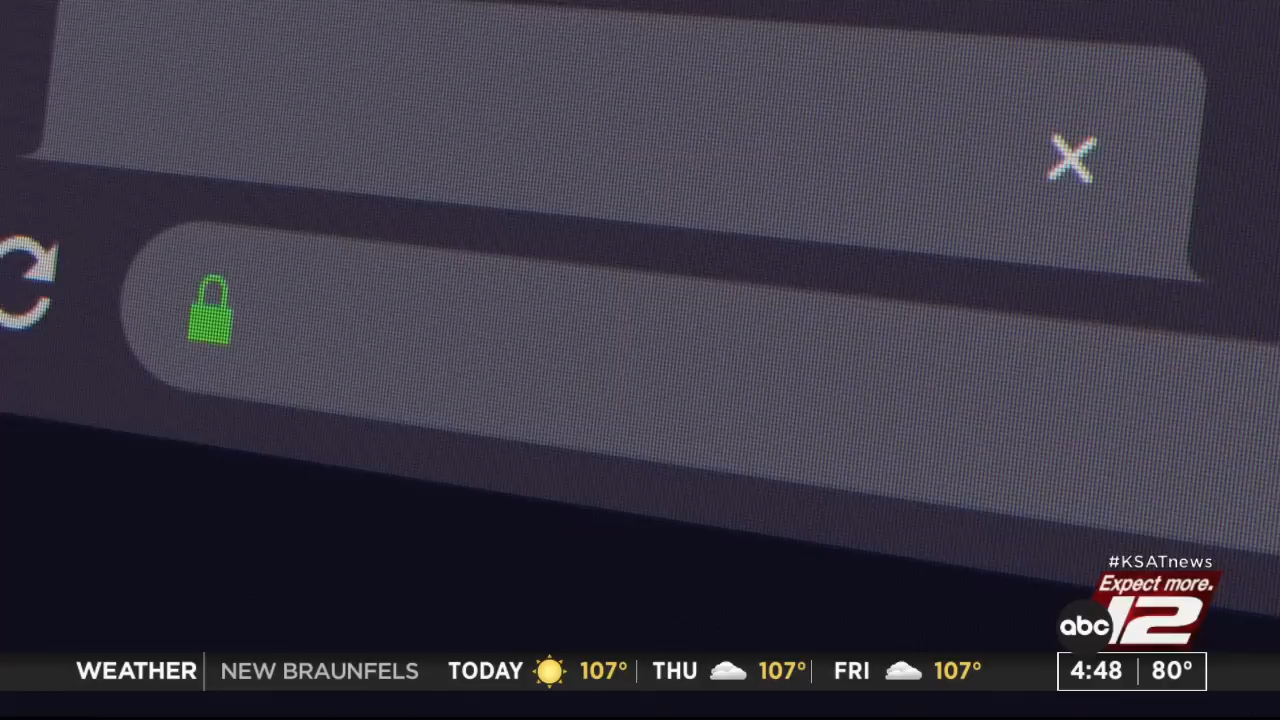 #KSATnews
Expect more.
abc 12
WEATHER NEW BRAUNFELS TODAY 107° THU 107° FRI 107° 4:48 80°